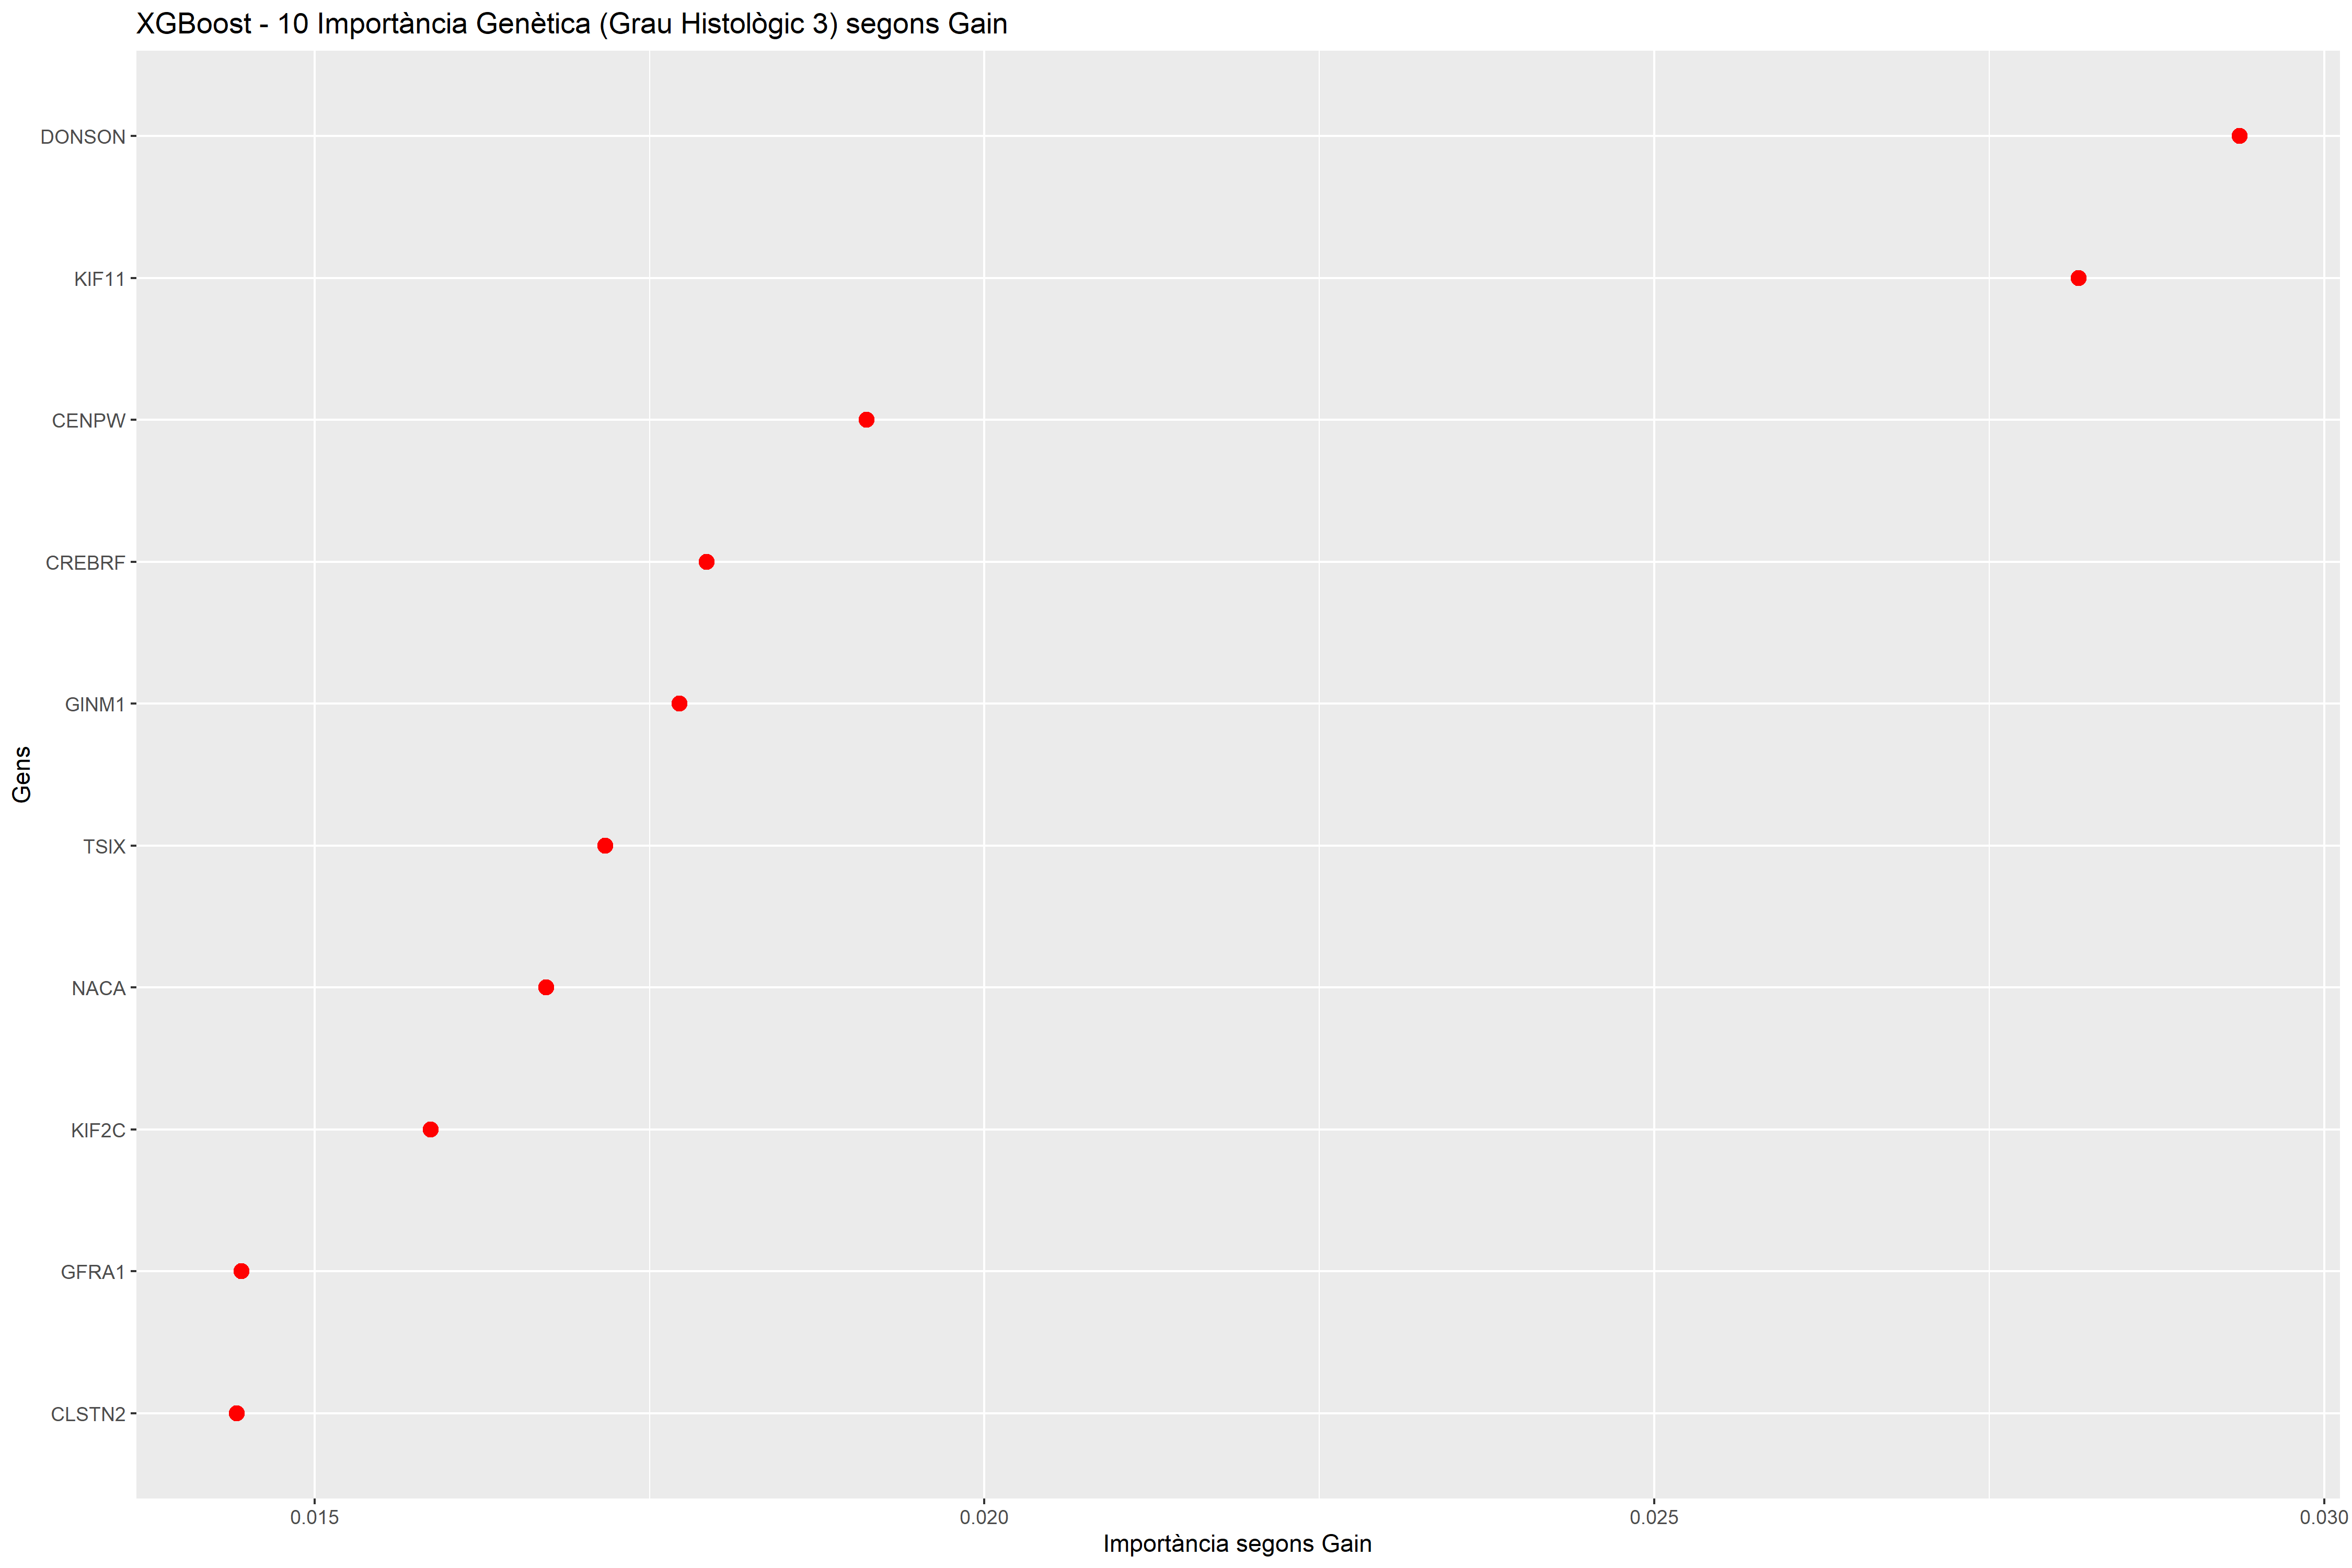 XGBoost - 10 Importància Genètica (Grau Histològic 3) segons Gain
DONSON
KIF11
CENPW
CREBRF
GINM1
TSIX
NACA
KIF2C
GFRA1
CLSTN2
Gens
0.015 0.020 0.025 0.030
Importància segons Gain